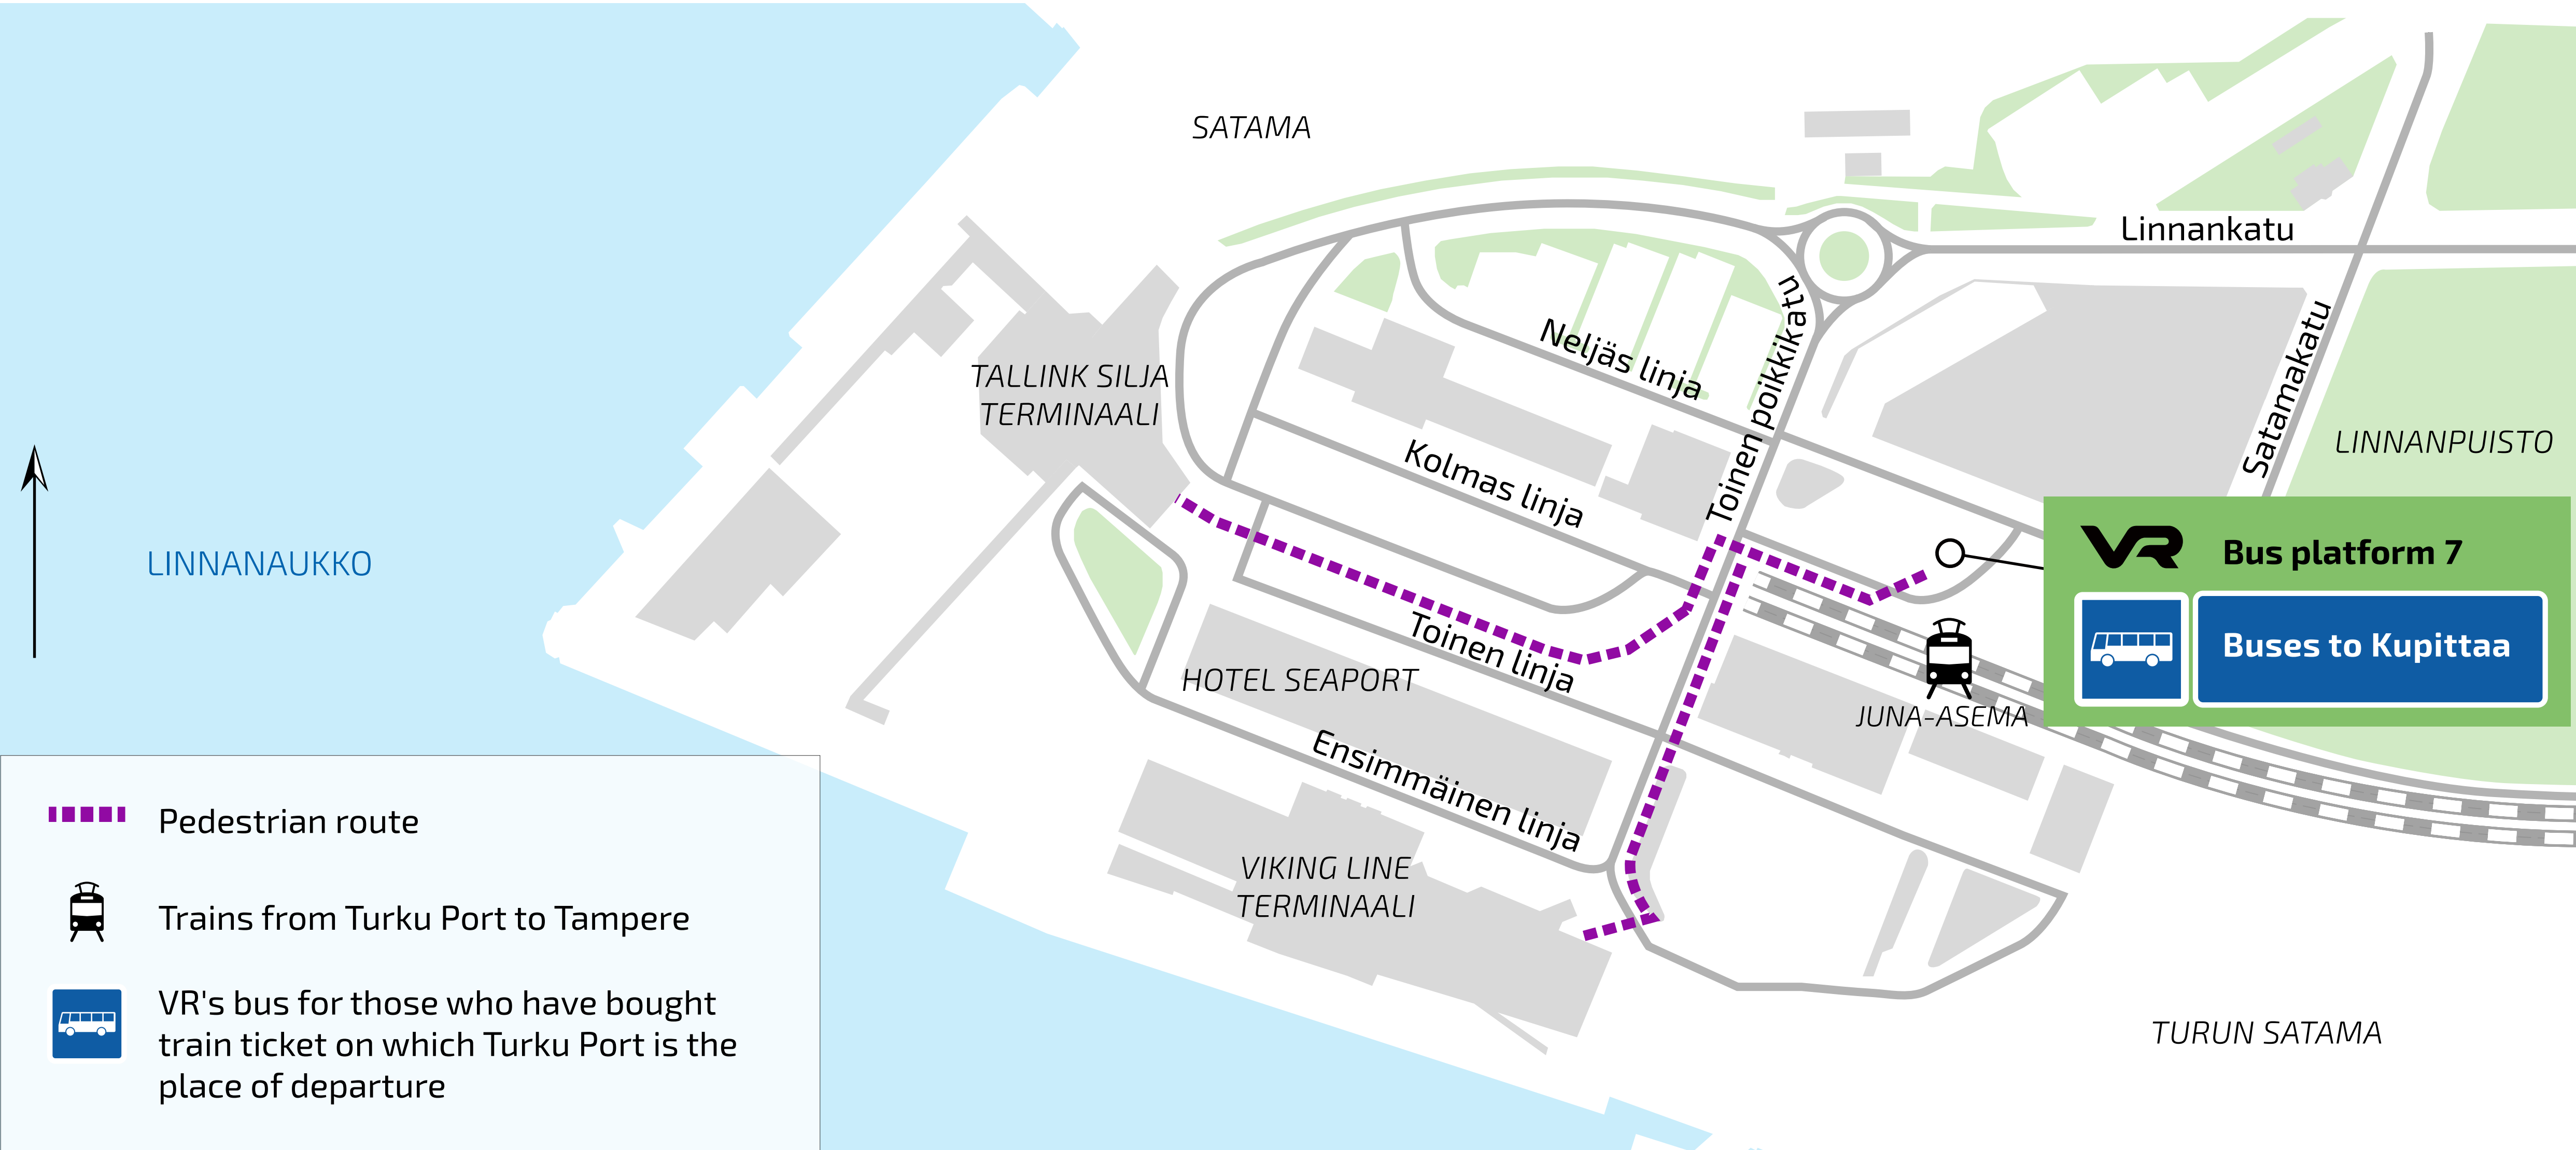 SATAMA
Linnankatu
Toinen poikkikatu
Neljäs linja
Satamakatu
TALLINK SILJA
TERMINAALI
Kolmas linja
LINNANPUISTO
LINNANAUKKO
VR
Bus platform 7
Buses to Kupittaa
Toinen linja
HOTEL SEAPORT
JUNA-ASEMA
Ensimmäinen linja
VIKING LINE
TERMINAALI
TURUN SATAMA
Pedestrian route
Trains from Turku Port to Tampere
VR's bus for those who have bought
train ticket on which Turku Port is the
place of departure